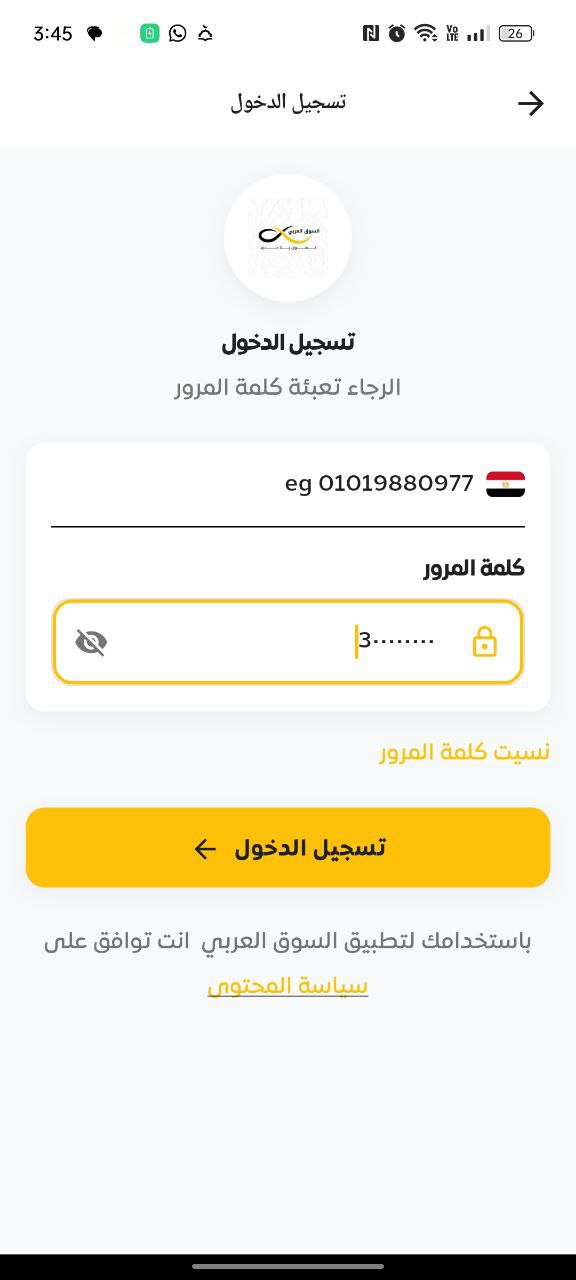 3:45
VO LTE
26
تسجيل الدخول
السوق العربي
تسجيل الدخول
الرجاء تعبئة كلمة المرور
eg 01019880977
كلمة المرور
········3
نسيت كلمة المرور
تسجيل الدخول
باستخدامك لتطبيق السوق العربي انت توافق على
سياسة المحتوى